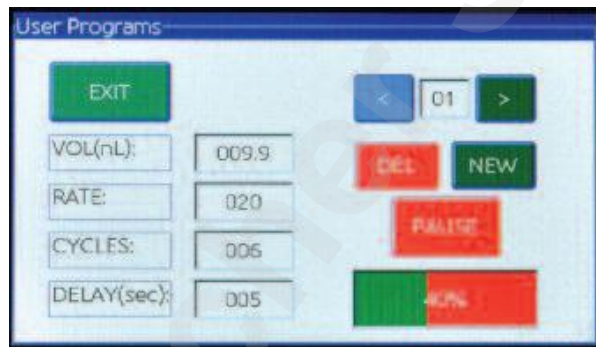 User Programs
EXIT
< 01 >
VOL(nL): 009.9
DEL NEW
RATE: 020
PAUSE
CYCLES: 006
DELAY(sec): 005
40%